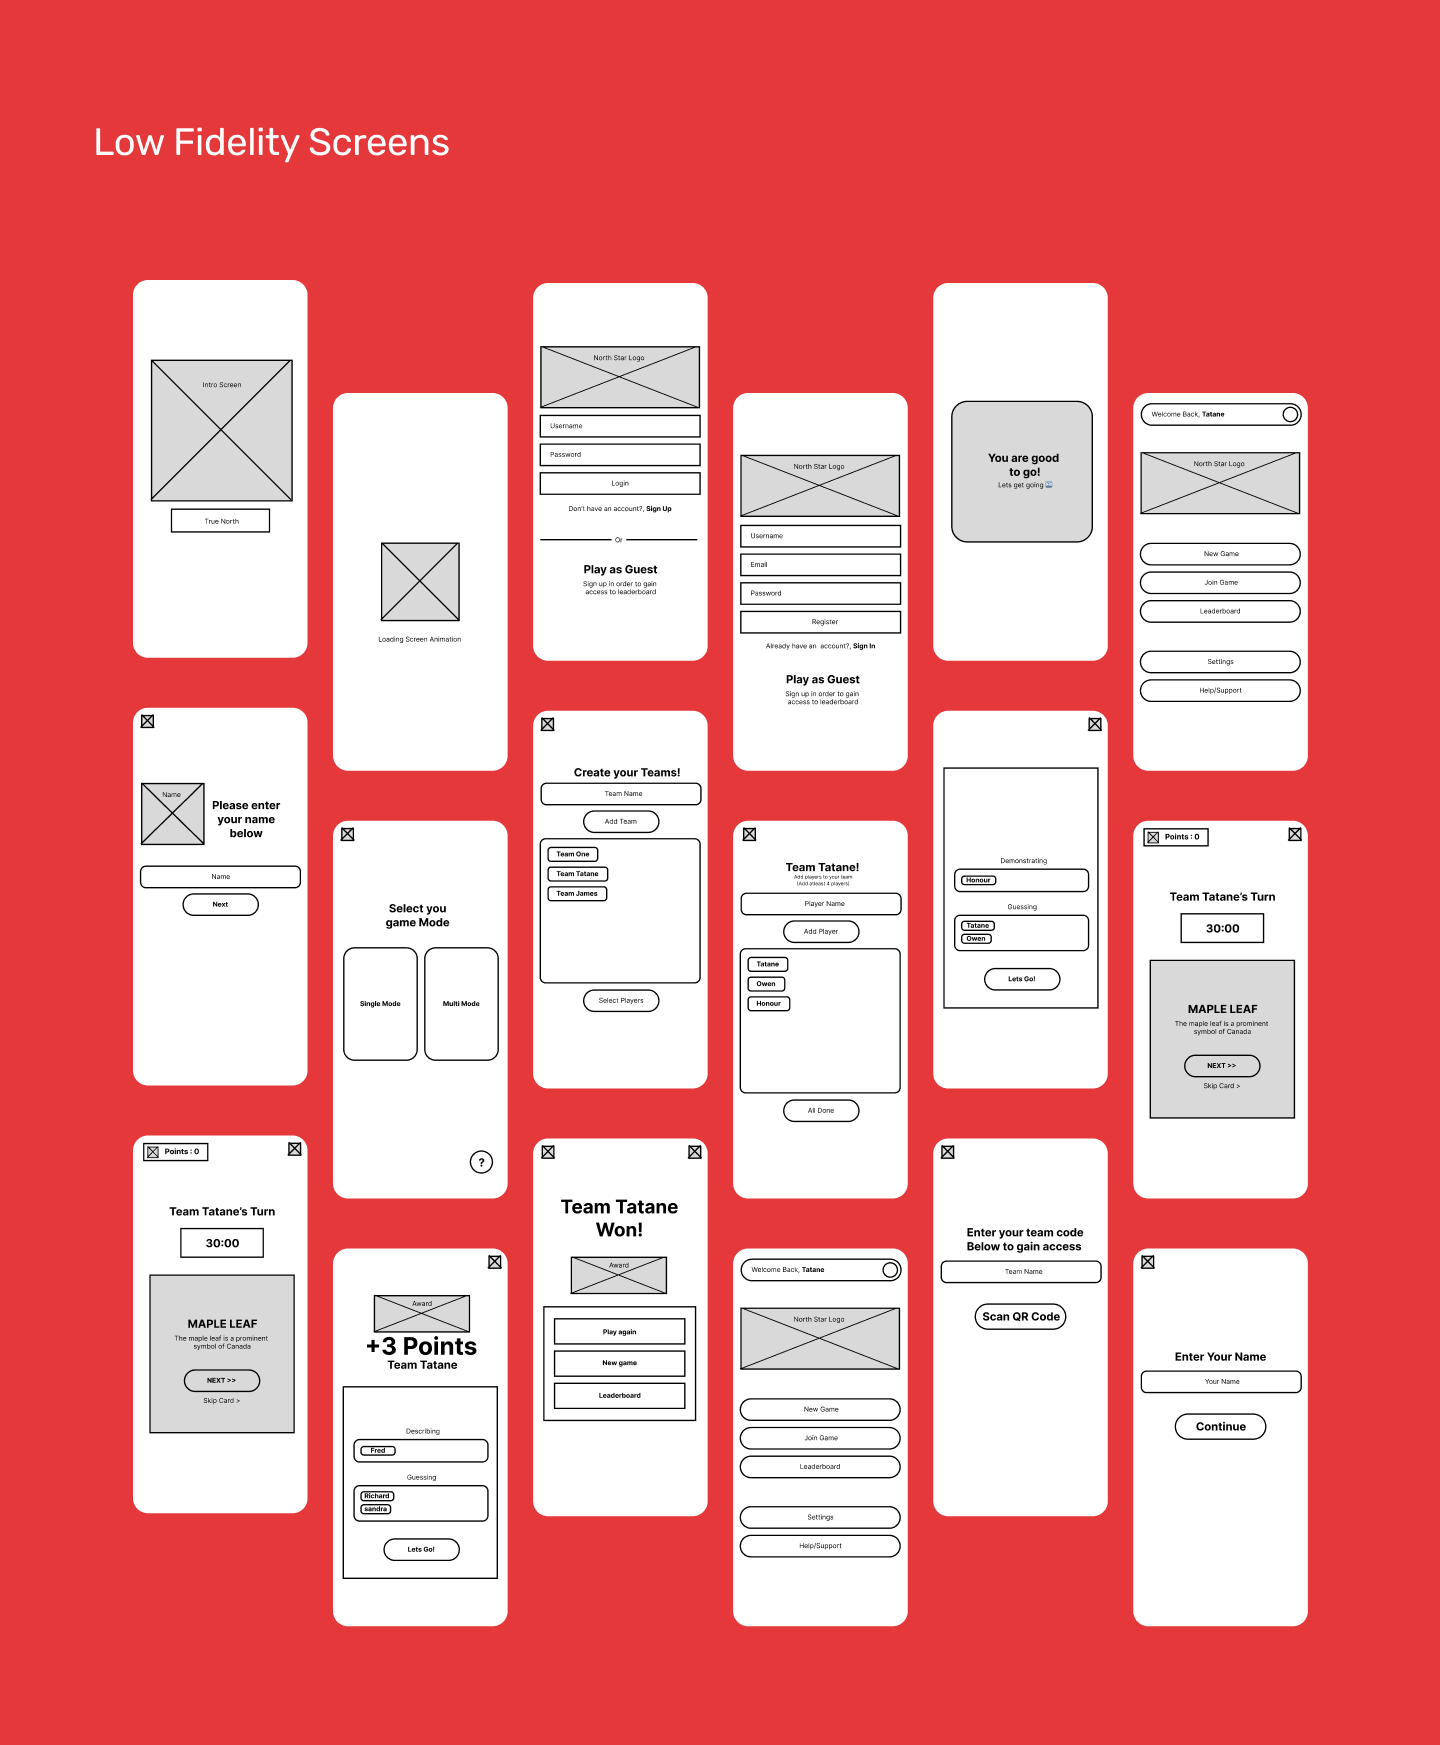 Low Fidelity Screens
Intro Screen
True North
Loading Screen Animation
North Star Logo
Username
Password
Login
Don't have an account?, Sign Up
Or
Play as Guest
Sign up in order to gain
access to leaderboard
North Star Logo
Username
Email
Password
Register
Already have an account?, Sign In
Play as Guest
Sign up in order to gain
access to leaderboard
You are good
to go!
Lets get going
Welcome Back, Tatane
North Star Logo
New Game
Join Game
Leaderboard
Settings
Help/Support
Name
Please enter
your name
below
Name
Next
Select you
game Mode
Single Mode
Multi Mode
?
Create your Teams!
Team Name
Add Team
Team One
Team Tatane
Team James
Select Players
Team Tatane!
Add players to your team
(Add atleast 4 players)
Player Name
Add Player
Tatane
Owen
Honour
All Done
Demonstrating
Honour
Guessing
Tatane
Owen
Lets Go!
Points : 0
Team Tatane's Turn
30:00
MAPLE LEAF
The maple leaf is a prominent
symbol of Canada
NEXT >>
Skip Card >
Points : 0
Team Tatane's Turn
30:00
MAPLE LEAF
The maple leaf is a prominent
symbol of Canada
NEXT >>
Skip Card >
Award
+3 Points
Team Tatane
Describing
Fred
Guessing
Richard
sandra
Lets Go!
Team Tatane
Won!
Award
Play again
New game
Leaderboard
Welcome Back, Tatane
North Star Logo
New Game
Join Game
Leaderboard
Settings
Help/Support
Enter your team code
Below to gain access
Team Name
Scan QR Code
Enter Your Name
Your Name
Continue